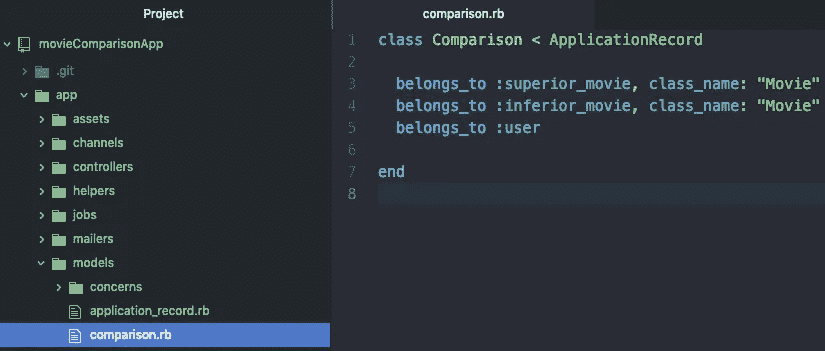 Project
movieComparisonApp
.git
app
assets
channels
controllers
helpers
jobs
mailers
models
concerns
application_record.rb
comparison.rb
comparison.rb
1 class Comparison < ApplicationRecord
2
3 belongs_to :superior_movie, class_name: "Movie"
4 belongs_to :inferior_movie, class_name: "Movie"
5 belongs_to :user
6
7 end
8